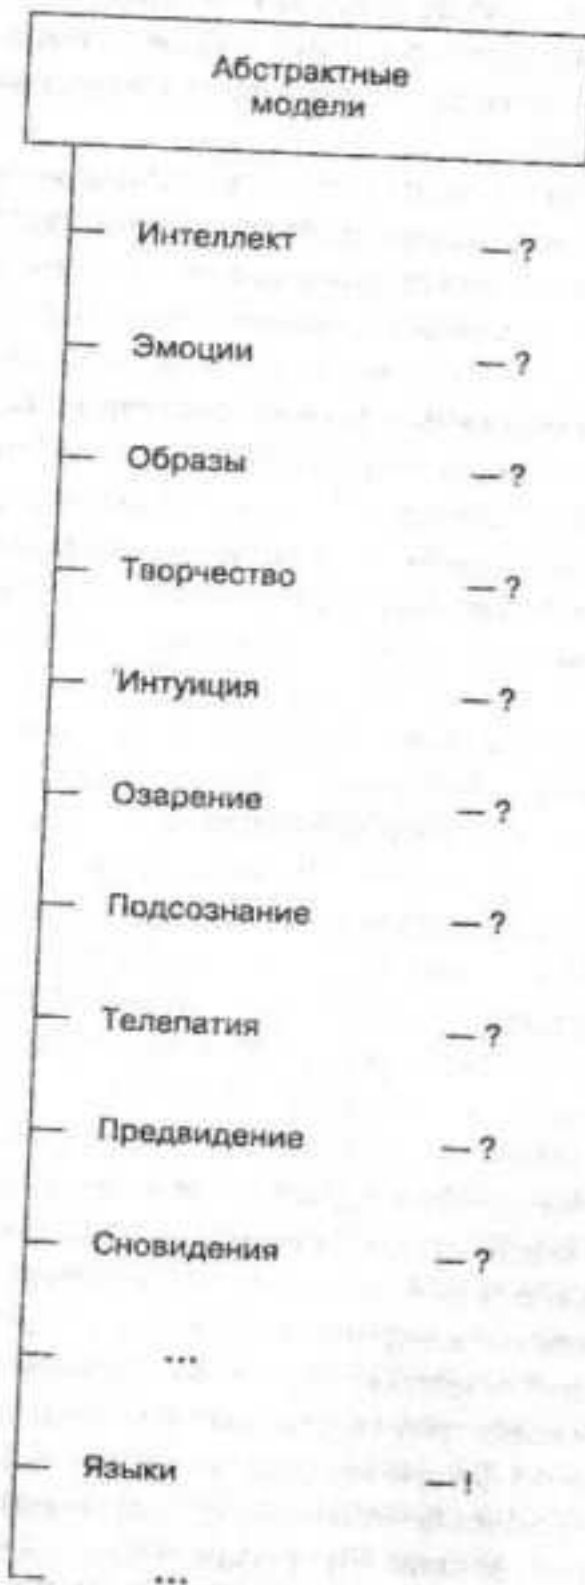 Абстрактные
модели
Интеллект — ?
Эмоции — ?
Образы — ?
Творчество — ?
Интуиция — ?
Озарение — ?
Подсознание — ?
Телепатия — ?
Предвидение — ?
Сновидения — ?
...
Языки — !
...